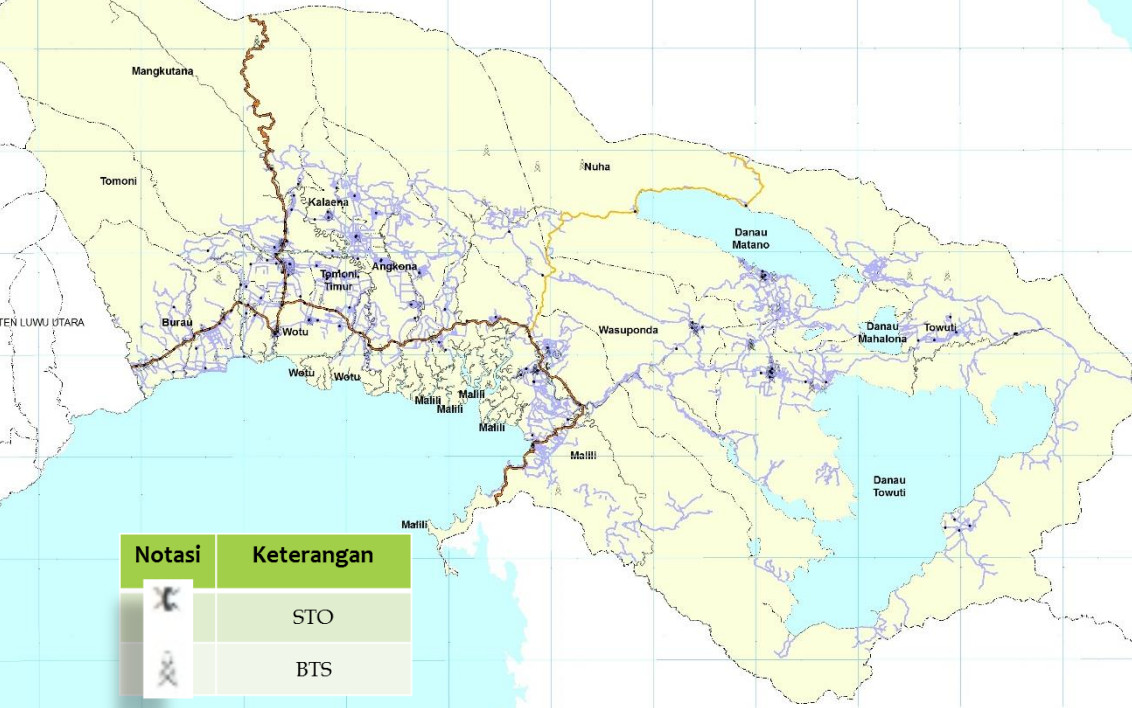 Mangkutana
Nuha
Tomoni
Kalaena
Danau
Matano
Angkona
Tomoni
Timur
TEN LUWU UTARA
Burau
Wotu
Wasuponda
Danau
Mahalona
Towuti
Wotu
Wotu
Malili
Malili
Malili
Malili
Malili
Danau
Towuti
Malili
Notasi
Keterangan
STO
BTS